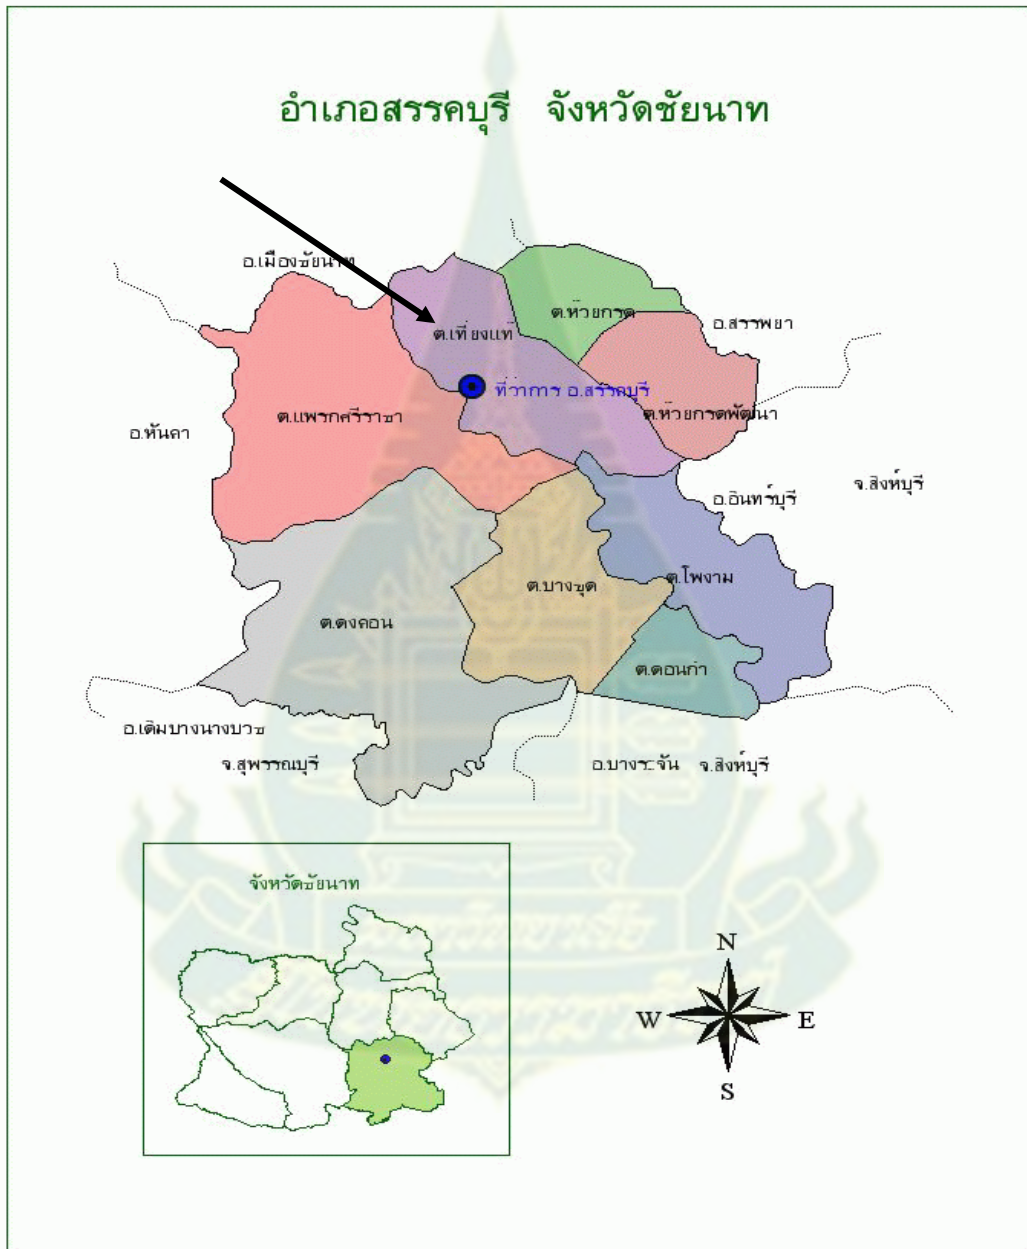 อำเภอสรรคบุรี จังหวัดชัยนาท
อ.เมืองชัยนาท
ต.ห้วยกรด
อ.สรรพยา
ต.เที่ยงแท้
ที่ว่าการ อ.สรรคบุรี
ต.แพรกศรีราชา
ต.ห้วยกรดพัฒนา
อ.หันคา
อ.อินทร์บุรี จ.สิงห์บุรี
ต.บางขุด
ต.โพงาม
ต.ดงคอน
ต.ดอนกำ
อ.เดิมบางนางบวช
จ.สุพรรณบุรี
อ.บางระจัน จ.สิงห์บุรี
จังหวัดชัยนาท
N
W E
S